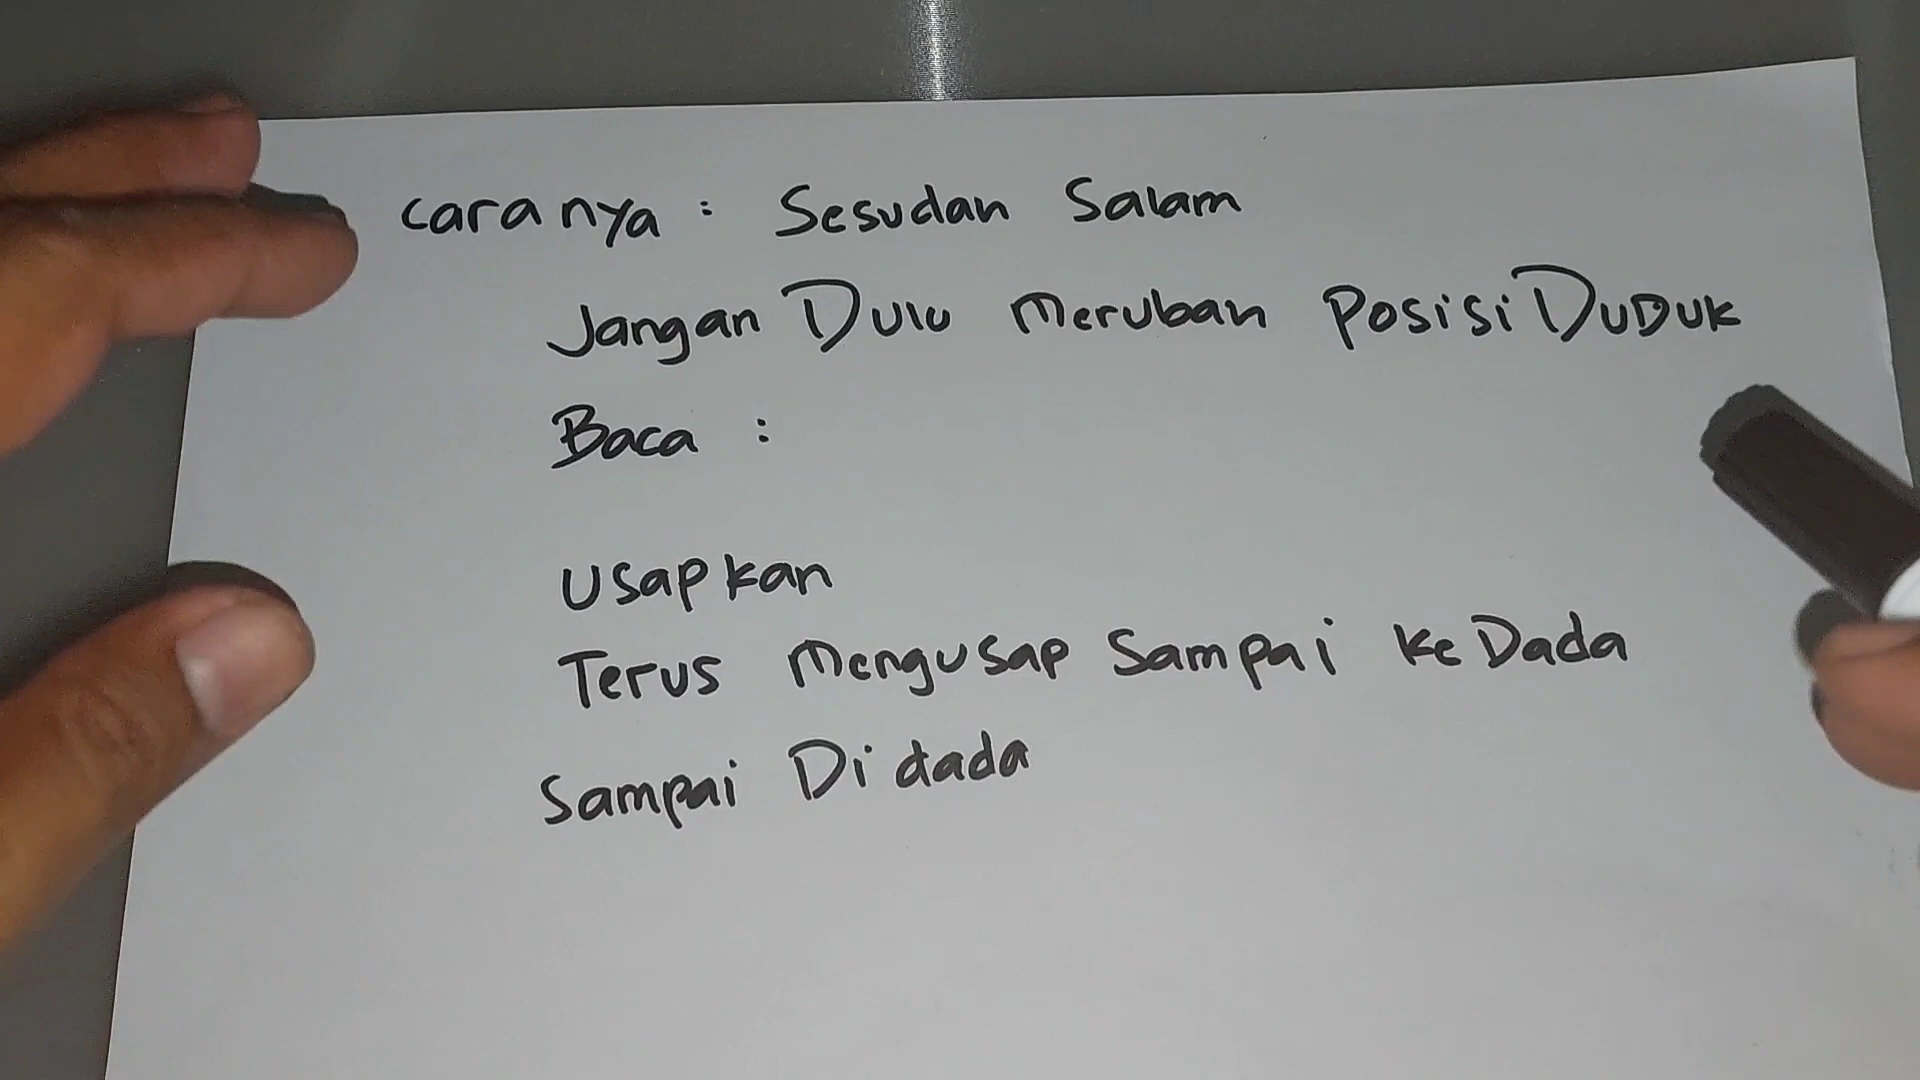 caranya : Sesudah Salam
Jangan Dulu Merubah Posisi Duduk
Baca :
Usapkan
Terus Mengusap Sampai Ke Dada
Sampai Di dada